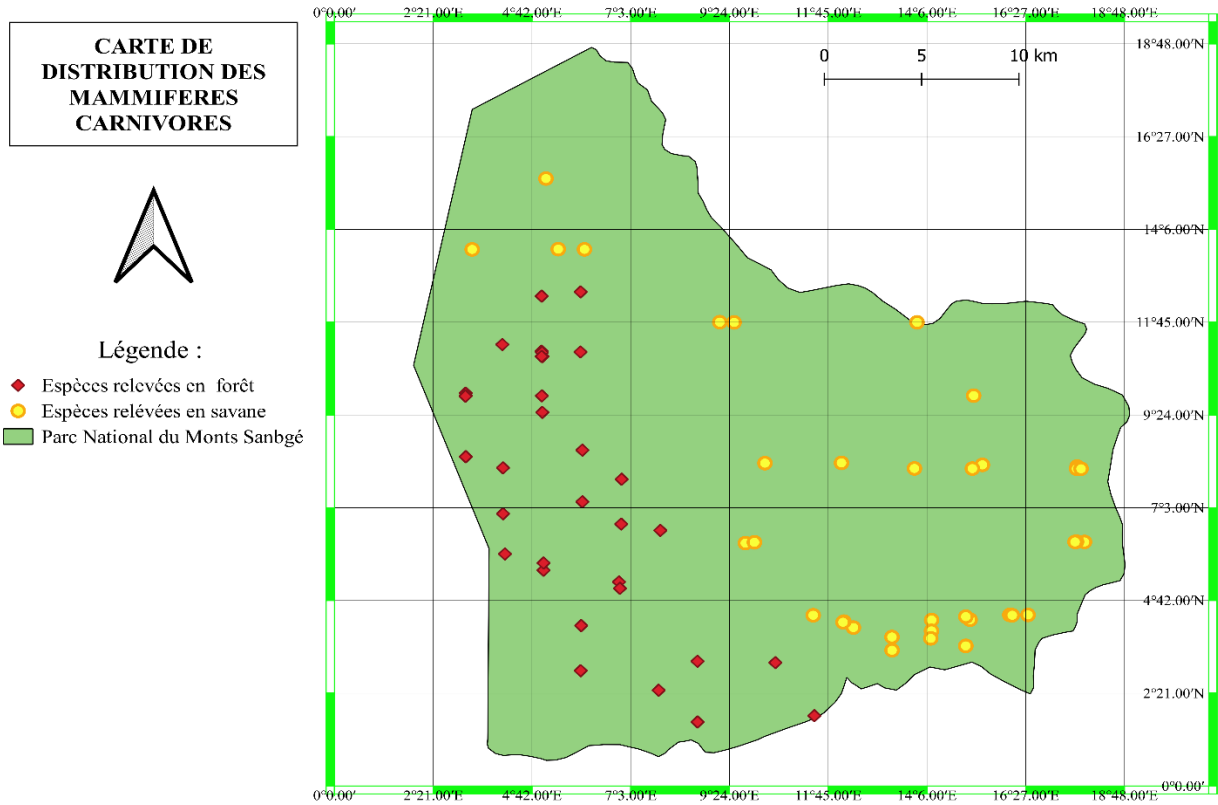 CARTE DE
DISTRIBUTION DES
MAMMIFERES
CARNIVORES
Légende :
Espèces relevées en forêt
Espèces relévées en savane
Parc National du Monts Sanbgé
0°0.00′ 2°21.00′E 4°42.00′E 7°3.00′E 9°24.00′E 11°45.00′E 14°6.00′E 16°27.00′E 18°48.00′E
0 5 10 km
18°48.00′N
16°27.00′N
14°6.00′N
11°45.00′N
9°24.00′N
7°3.00′N
4°42.00′N
2°21.00′N
0°0.00′
0°0.00′ 2°21.00′E 4°42.00′E 7°3.00′E 9°24.00′E 11°45.00′E 14°6.00′E 16°27.00′E 18°48.00′E